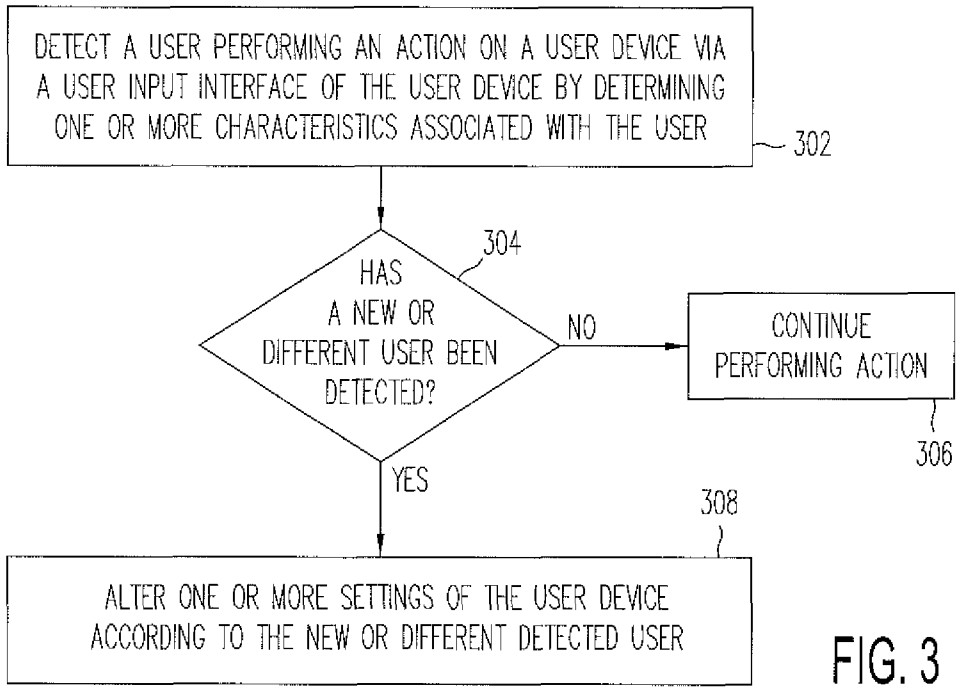 DETECT A USER PERFORMING AN ACTION ON A USER DEVICE VIA
A USER INPUT INTERFACE OF THE USER DEVICE BY DETERMINING
ONE OR MORE CHARACTERISTICS ASSOCIATED WITH THE USER
302
304
HAS
A NEW OR
DIFFERENT USER BEEN
DETECTED?
NO
CONTINUE
PERFORMING ACTION
306
YES
308
ALTER ONE OR MORE SETTINGS OF THE USER DEVICE
ACCORDING TO THE NEW OR DIFFERENT DETECTED USER
FIG. 3